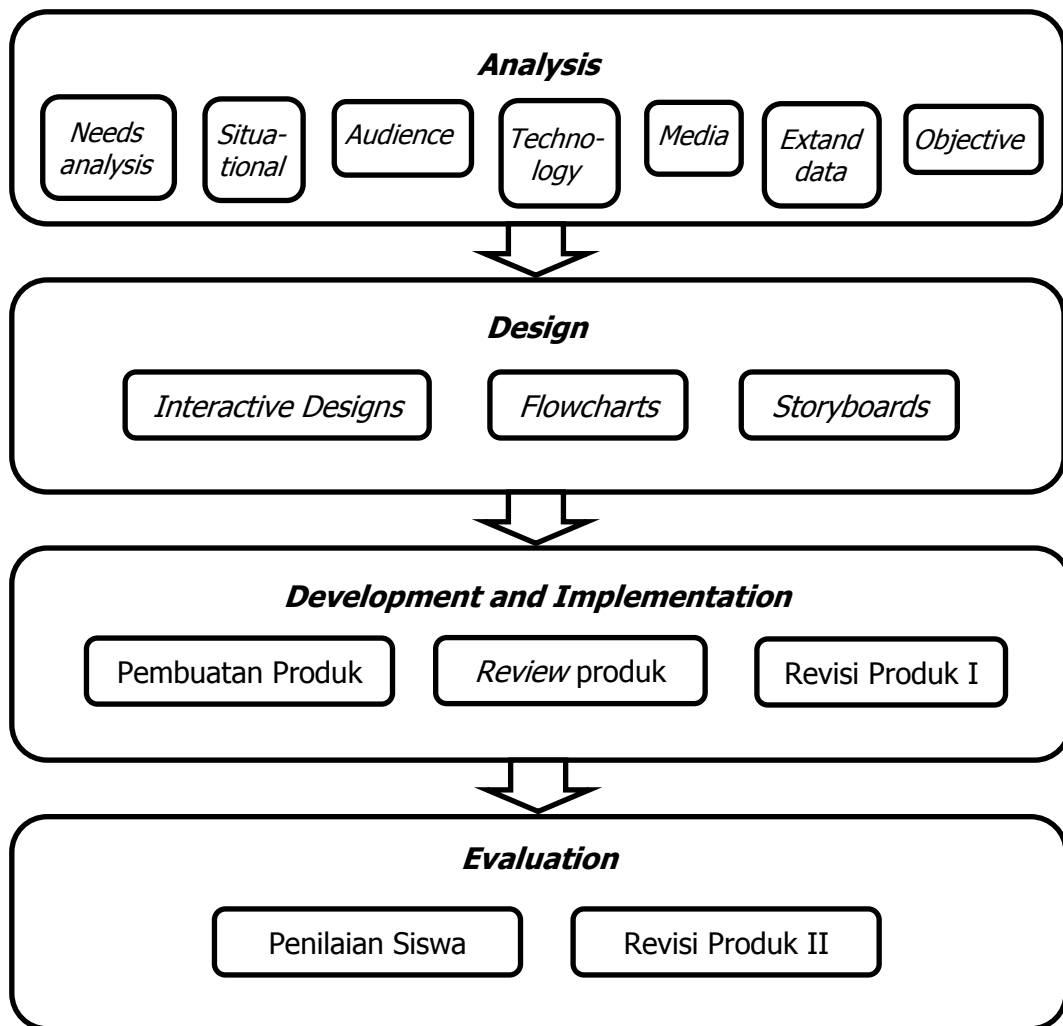 Analysis
Needs
analysis
Situa-
tional
Audience
Techno-
logy
Media
Extand
data
Objective
Design
Interactive Designs
Flowcharts
Storyboards
Development and Implementation
Pembuatan Produk
Review produk
Revisi Produk I
Evaluation
Penilaian Siswa
Revisi Produk II